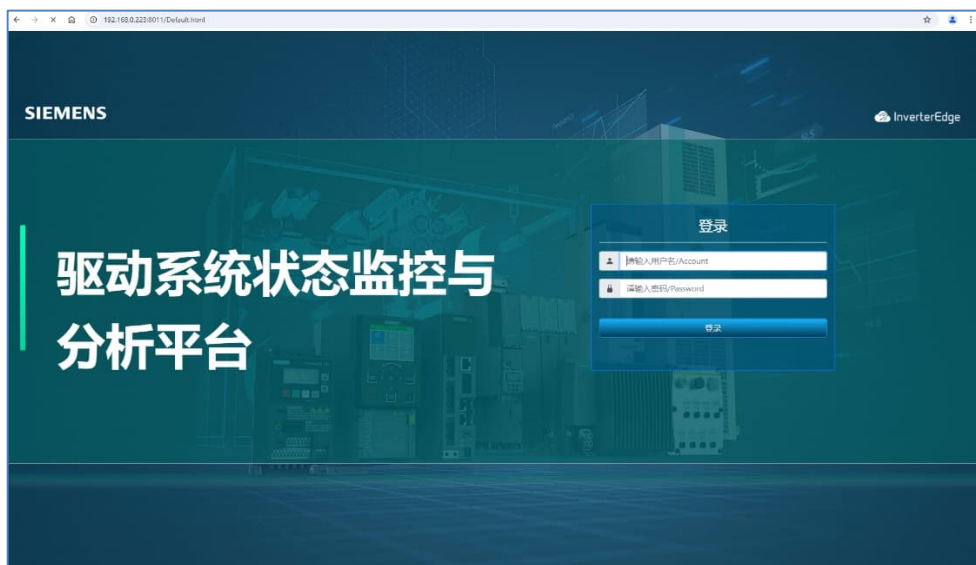 192.168.0.223:8011/Default.html
SIEMENS
InverterEdge
驱动系统状态监控与
分析平台
登录
请输入用户名/Account
请输入密码/Password
登录